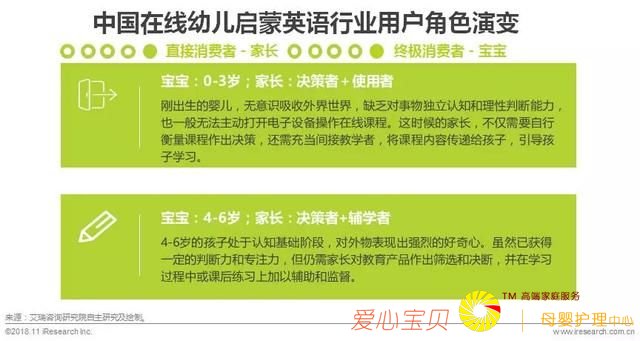 中国在线幼儿启蒙英语行业用户角色演变
直接消费者 - 家长
终极消费者 - 宝宝
宝宝：0-3岁；家长：决策者＋使用者
刚出生的婴儿，无意识吸收外界世界，缺乏对事物独立认知和理性判断能力，
也一般无法主动打开电子设备操作在线课程。这时候的家长，不仅需要自行
衡量课程作出决策，还需充当间接教学者，将课程内容传递给孩子，引导孩
子学习。
宝宝：4-6岁；家长：决策者+辅学者
4-6岁的孩子处于认知基础阶段，对外物表现出强烈的好奇心。虽然已获得
一定的判断力和专注力，但仍需家长对教育产品作出筛选和决断，并在学习
过程中或课后练习上加以辅助和监督。
来源：艾瑞咨询研究院自主研究及绘制。
©2018.11 iResearch Inc.
www.iresearch.com.cn
爱心宝贝
TM 高端家庭服务
母婴护理中心